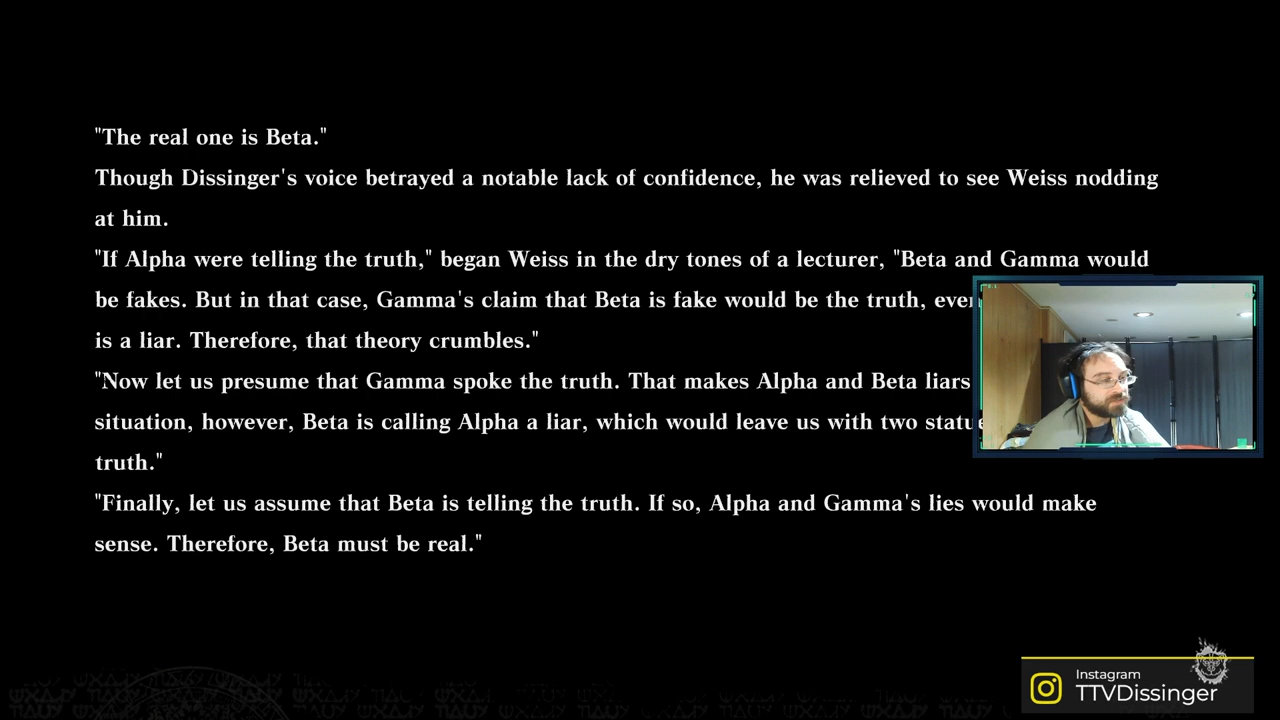 "The real one is Beta."
Though Dissinger's voice betrayed a notable lack of confidence, he was relieved to see Weiss nodding
at him.
"If Alpha were telling the truth," began Weiss in the dry tones of a lecturer, "Beta and Gamma would
be fakes. But in that case, Gamma's claim that Beta is fake would be the truth,
is a liar. Therefore, that theory crumbles."
"Now let us presume that Gamma spoke the truth. That makes Alpha and Beta liars
situation, however, Beta is calling Alpha a liar, which would leave us with two
truth."
"Finally, let us assume that Beta is telling the truth. If so, Alpha and Gamma's lies would make
sense. Therefore, Beta must be real."
Instagram
TTVDissinger